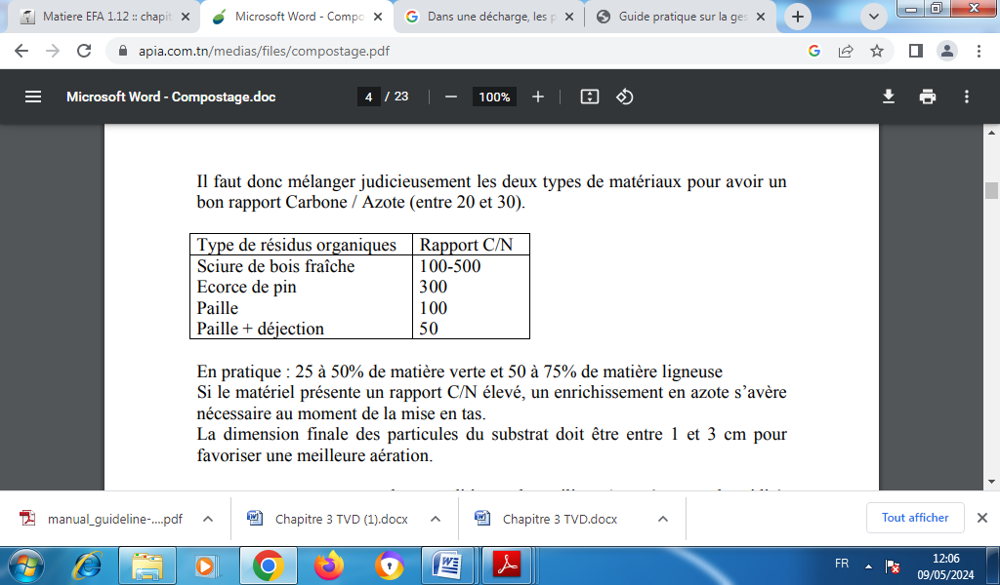 Matiere EFA 1.12 :: chapit
Microsoft Word - Compo
Dans une décharge, les p
Guide pratique sur la ges
apia.com.tn/medias/files/compostage.pdf
Microsoft Word - Compostage.doc
4 / 23
100%
Il faut donc mélanger judicieusement les deux types de matériaux pour avoir un
bon rapport Carbone / Azote (entre 20 et 30).
Type de résidus organiques Rapport C/N
Sciure de bois fraîche 100-500
Ecorce de pin 300
Paille 100
Paille + déjection 50
En pratique : 25 à 50% de matière verte et 50 à 75% de matière ligneuse
Si le matériel présente un rapport C/N élevé, un enrichissement en azote s’avère
nécessaire au moment de la mise en tas.
La dimension finale des particules du substrat doit être entre 1 et 3 cm pour
favoriser une meilleure aération.
manual_guideline-....pdf
Chapitre 3 TVD (1).docx
Chapitre 3 TVD.docx
Tout afficher
FR
12:06
09/05/2024